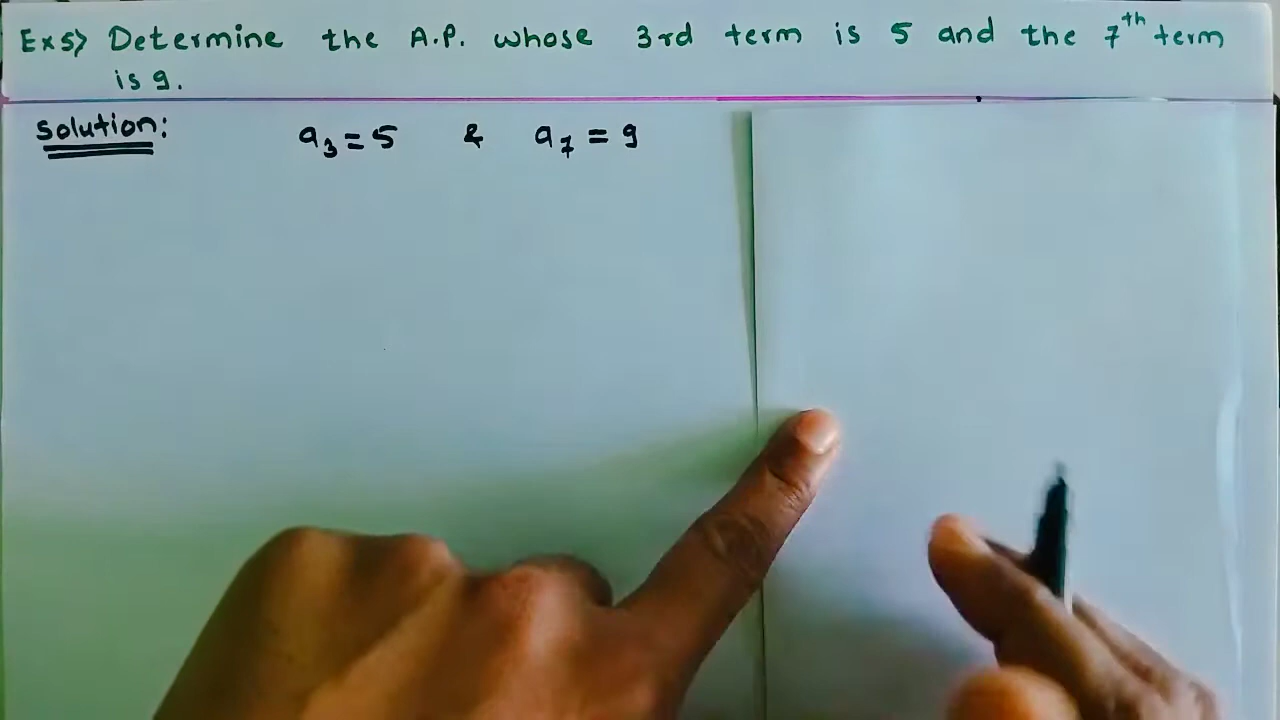 Ex5> Determine the A.P. whose 3rd term is 5 and the 7th term
is 9.
Solution: a3 = 5 & a7 = 9